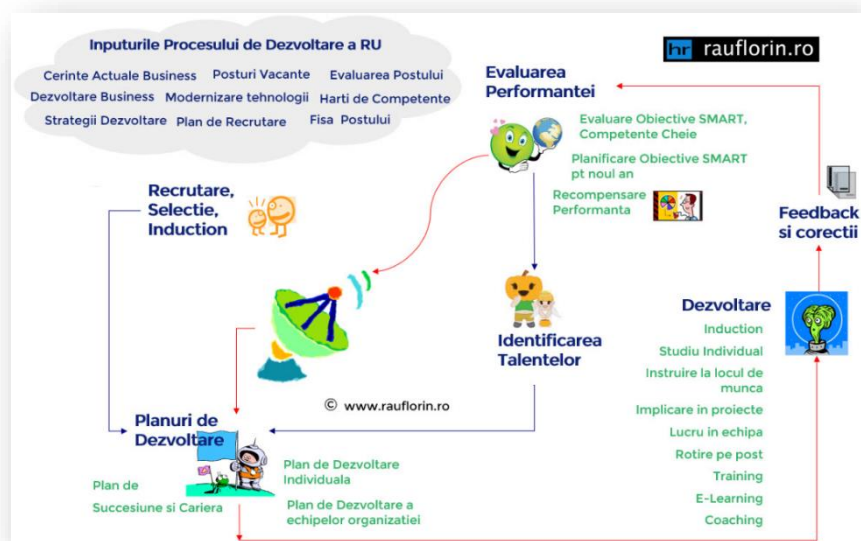 Inputurile Procesului de Dezvoltare a RU
Cerinte Actuale Business Posturi Vacante Evaluarea Postului
Dezvoltare Business Modernizare tehnologii Harti de Competente
Strategii Dezvoltare Plan de Recrutare Fisa Postului
hr rauflorin.ro
Evaluarea
Performantei
Evaluare Obiective SMART,
Competente Cheie
Planificare Obiective SMART
pt noul an
Recompensare
Performanta
Recrutare,
Selectie,
Induction
Feedback
si corectii
Identificarea
Talentelor
Dezvoltare
Induction
Studiu Individual
Instruire la locul de
munca
Implicare in proiecte
Lucru in echipa
Rotire pe post
Training
E-Learning
Coaching
© www.rauflorin.ro
Planuri de
Dezvoltare
Plan de
Succesiune si Cariera
Plan de Dezvoltare
Individuala
Plan de Dezvoltare a
echipelor organizatiei